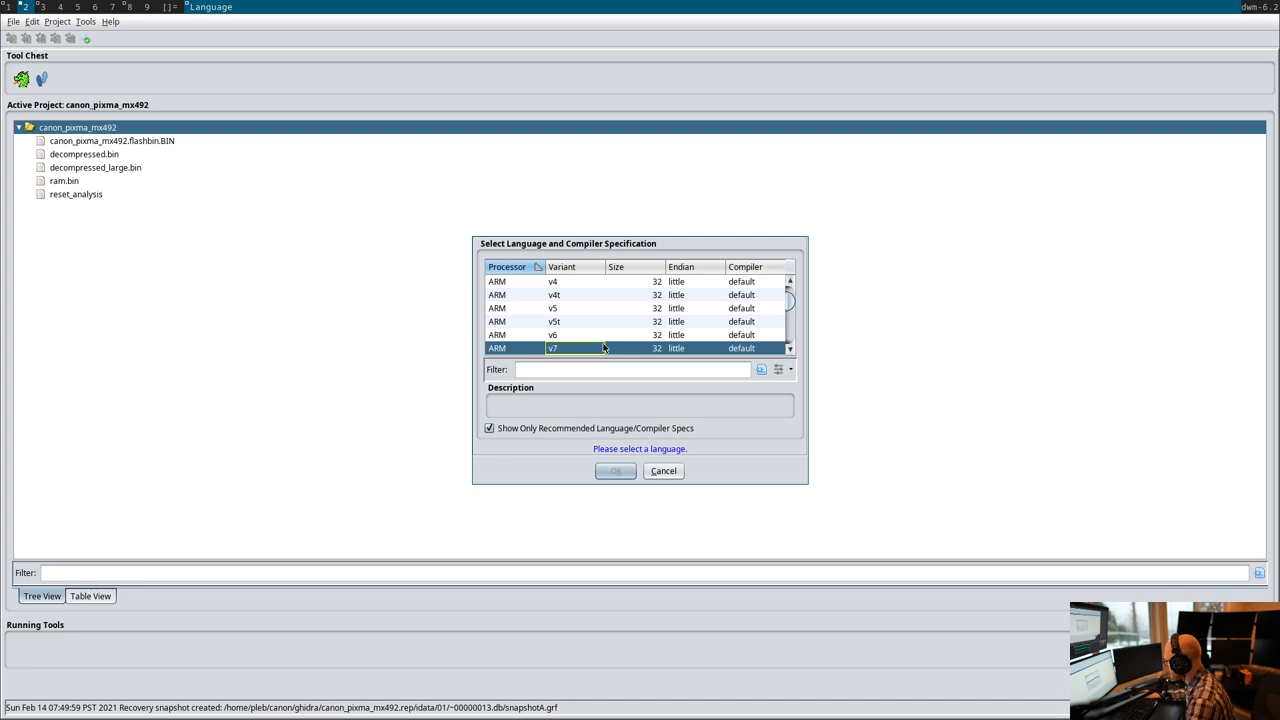 1 2 3 4 5 6 7 8 9 []= Language dwm-6.2
File Edit Project Tools Help
Tool Chest
Active Project: canon_pixma_mx492
canon_pixma_mx492
canon_pixma_mx492.flashbin.BIN
decompressed.bin
decompressed_large.bin
ram.bin
reset_analysis
Select Language and Compiler Specification
Processor Variant Size Endian Compiler
ARM v4 32 little default
ARM v4t 32 little default
ARM v5 32 little default
ARM v5t 32 little default
ARM v6 32 little default
ARM v7 32 little default
Filter:
Description
Show Only Recommended Language/Compiler Specs
Please select a language.
OK Cancel
Filter:
Tree View Table View
Running Tools
Sun Feb 14 07:49:59 PST 2021 Recovery snapshot created: /home/pleb/canon/ghidra/canon_pixma_mx492.rep/idata/01/~00000013.db/snapshotA.grf